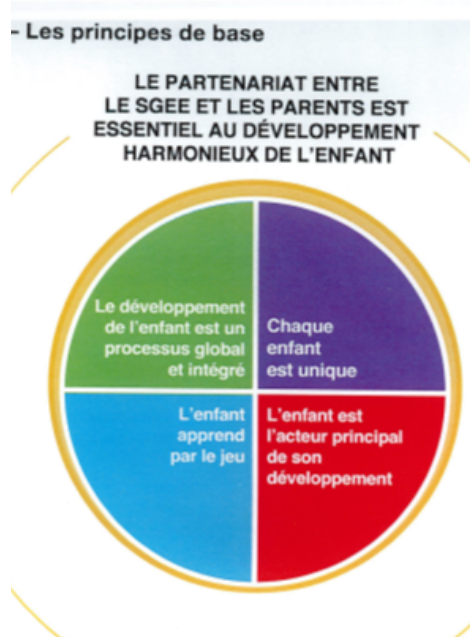 - Les principes de base
LE PARTENARIAT ENTRE
LE SGEE ET LES PARENTS EST
ESSENTIEL AU DÉVELOPPEMENT
HARMONIEUX DE L'ENFANT
Le développement
de l'enfant est un
processus global
et intégré
Chaque
enfant
est unique
L'enfant
apprend
par le jeu
L'enfant est
l'acteur principal
de son
développement